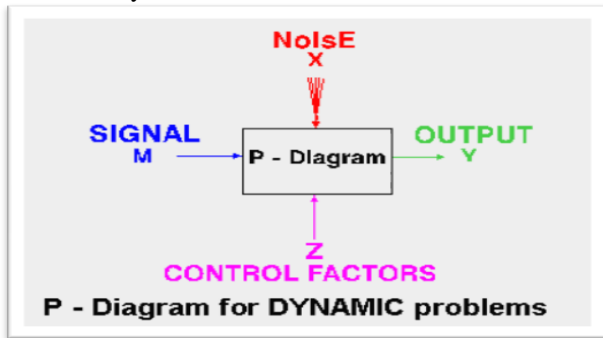 NoIsE
X
SIGNAL
M
P - DIagram
OUTPUT
Y
Z
CONTROL FACTORS
P - Diagram for DYNAMIC problems